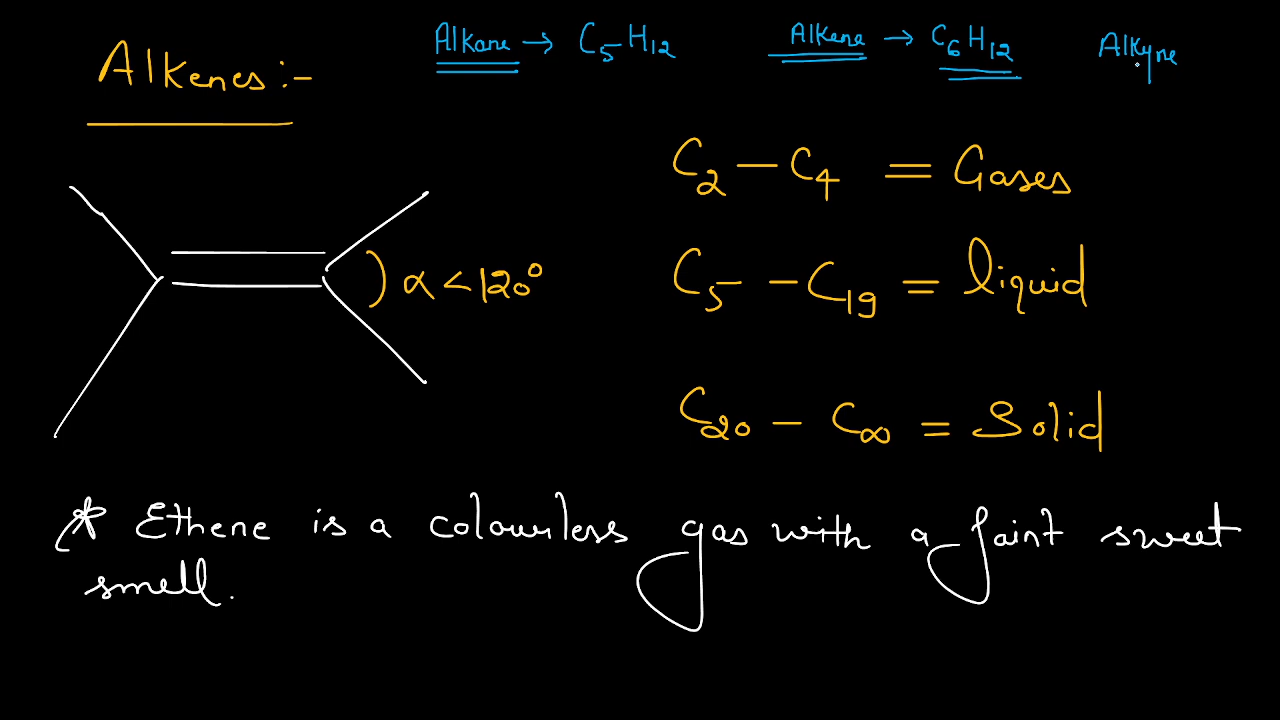 Alkane → C₅H₁₂ Alkene → C₆H₁₂ Alkyne
Alkenes :-
C₂ – C₄ = Gases
α < 120°
C₅ – C₁₉ = liquid
C₂₀ – C∞ = Solid
* Ethene is a colourless gas with a faint sweet
smell.